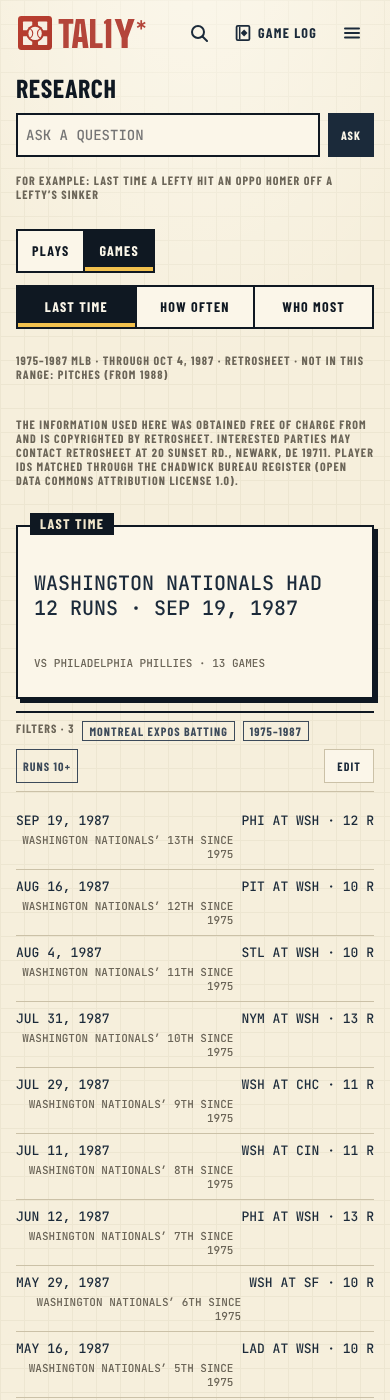 TAL1Y*
GAME LOG
RESEARCH
ASK A QUESTION
ASK
FOR EXAMPLE: LAST TIME A LEFTY HIT AN OPPO HOMER OFF A
LEFTY'S SINKER
PLAYS
GAMES
LAST TIME
HOW OFTEN
WHO MOST
1975–1987 MLB · THROUGH OCT 4, 1987 · RETROSHEET · NOT IN THIS
RANGE: PITCHES (FROM 1988)
THE INFORMATION USED HERE WAS OBTAINED FREE OF CHARGE FROM
AND IS COPYRIGHTED BY RETROSHEET. INTERESTED PARTIES MAY
CONTACT RETROSHEET AT 20 SUNSET RD., NEWARK, DE 19711. PLAYER
IDS MATCHED THROUGH THE CHADWICK BUREAU REGISTER (OPEN
DATA COMMONS ATTRIBUTION LICENSE 1.0).
LAST TIME
WASHINGTON NATIONALS HAD
12 RUNS · SEP 19, 1987
VS PHILADELPHIA PHILLIES · 13 GAMES
FILTERS · 3
MONTREAL EXPOS BATTING
1975–1987
RUNS 10+
EDIT
SEP 19, 1987
PHI AT WSH · 12 R
WASHINGTON NATIONALS' 13TH SINCE
1975
AUG 16, 1987
PIT AT WSH · 10 R
WASHINGTON NATIONALS' 12TH SINCE
1975
AUG 4, 1987
STL AT WSH · 10 R
WASHINGTON NATIONALS' 11TH SINCE
1975
JUL 31, 1987
NYM AT WSH · 13 R
WASHINGTON NATIONALS' 10TH SINCE
1975
JUL 29, 1987
WSH AT CHC · 11 R
WASHINGTON NATIONALS' 9TH SINCE
1975
JUL 11, 1987
WSH AT CIN · 11 R
WASHINGTON NATIONALS' 8TH SINCE
1975
JUN 12, 1987
PHI AT WSH · 13 R
WASHINGTON NATIONALS' 7TH SINCE
1975
MAY 29, 1987
WSH AT SF · 10 R
WASHINGTON NATIONALS' 6TH SINCE
1975
MAY 16, 1987
LAD AT WSH · 10 R
WASHINGTON NATIONALS' 5TH SINCE
1975